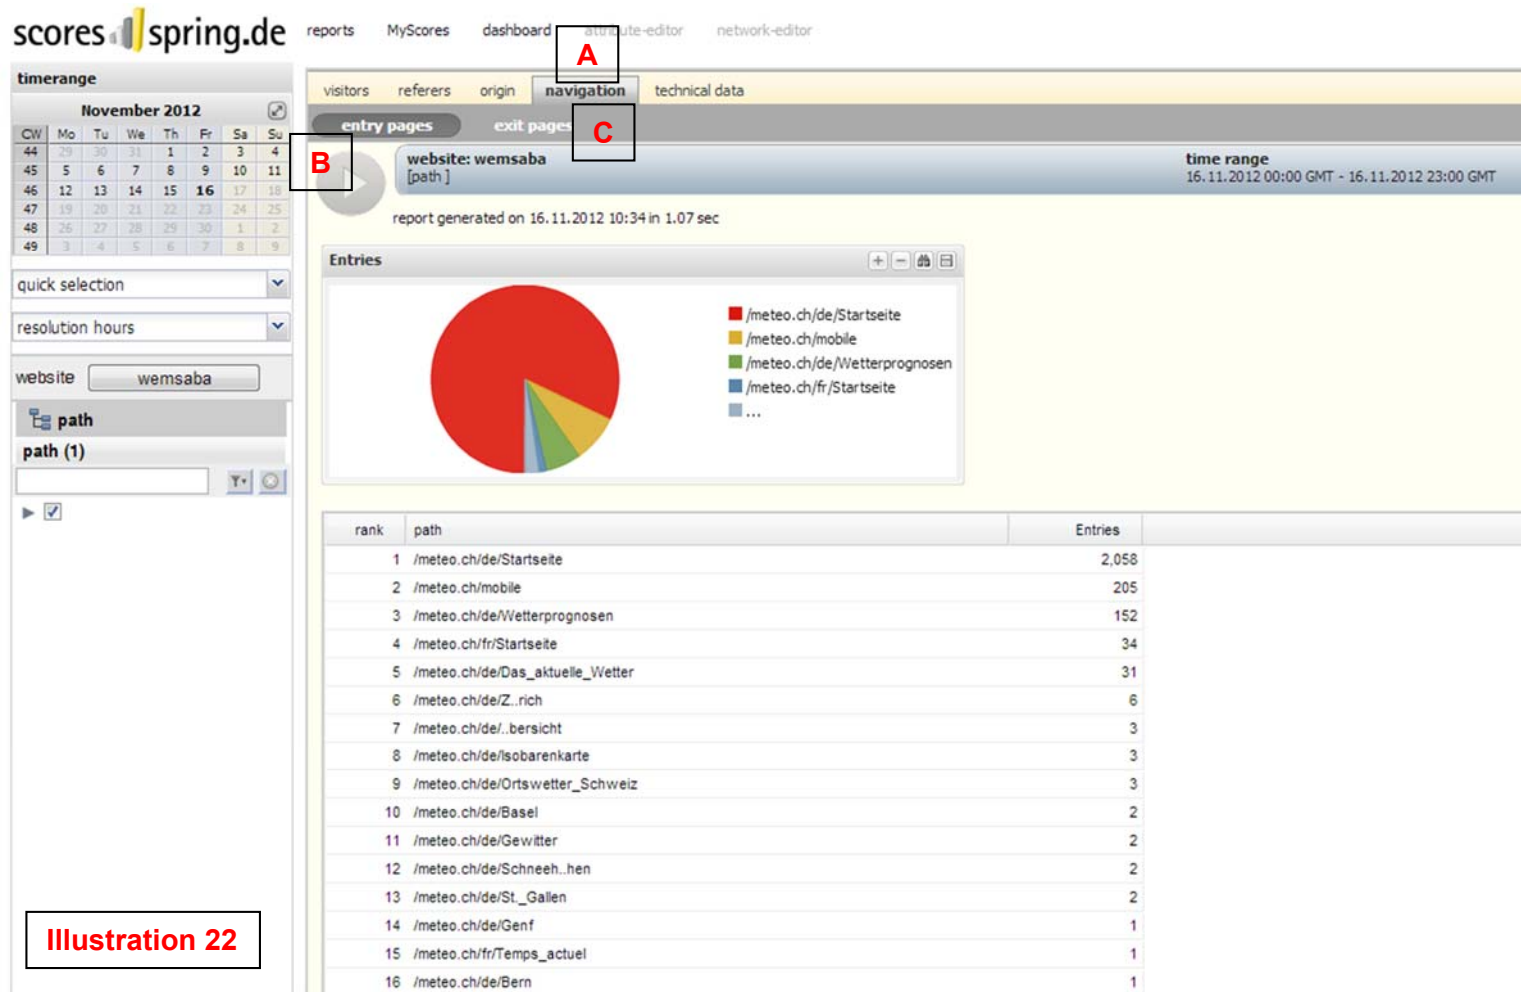 scores spring.de
reports MyScores dashboard attribute-editor network-editor
A
timerange
visitors referers origin navigation technical data
November 2012
entry pages exit pages
C
CW Mo Tu We Th Fr Sa Su
44 29 30 31 1 2 3 4
45 5 6 7 8 9 10 11
46 12 13 14 15 16 17 18
47 19 20 21 22 23 24 25
48 26 27 28 29 30 1 2
49 3 4 5 6 7 8 9
B
website: wemsaba
[path ]
time range
16.11.2012 00:00 GMT - 16.11.2012 23:00 GMT
report generated on 16.11.2012 10:34 in 1.07 sec
quick selection
resolution hours
website wemsaba
path
path (1)
Entries
/meteo.ch/de/Startseite
/meteo.ch/mobile
/meteo.ch/de/Wetterprognosen
/meteo.ch/fr/Startseite
...
rank path Entries
1 /meteo.ch/de/Startseite 2,058
2 /meteo.ch/mobile 205
3 /meteo.ch/de/Wetterprognosen 152
4 /meteo.ch/fr/Startseite 34
5 /meteo.ch/de/Das_aktuelle_Wetter 31
6 /meteo.ch/de/Z..rich 6
7 /meteo.ch/de/..bersicht 3
8 /meteo.ch/de/Isobarenkarte 3
9 /meteo.ch/de/Ortswetter_Schweiz 3
10 /meteo.ch/de/Basel 2
11 /meteo.ch/de/Gewitter 2
12 /meteo.ch/de/Schneeh..hen 2
13 /meteo.ch/de/St._Gallen 2
14 /meteo.ch/de/Genf 1
15 /meteo.ch/fr/Temps_actuel 1
16 /meteo.ch/de/Bern 1
Illustration 22